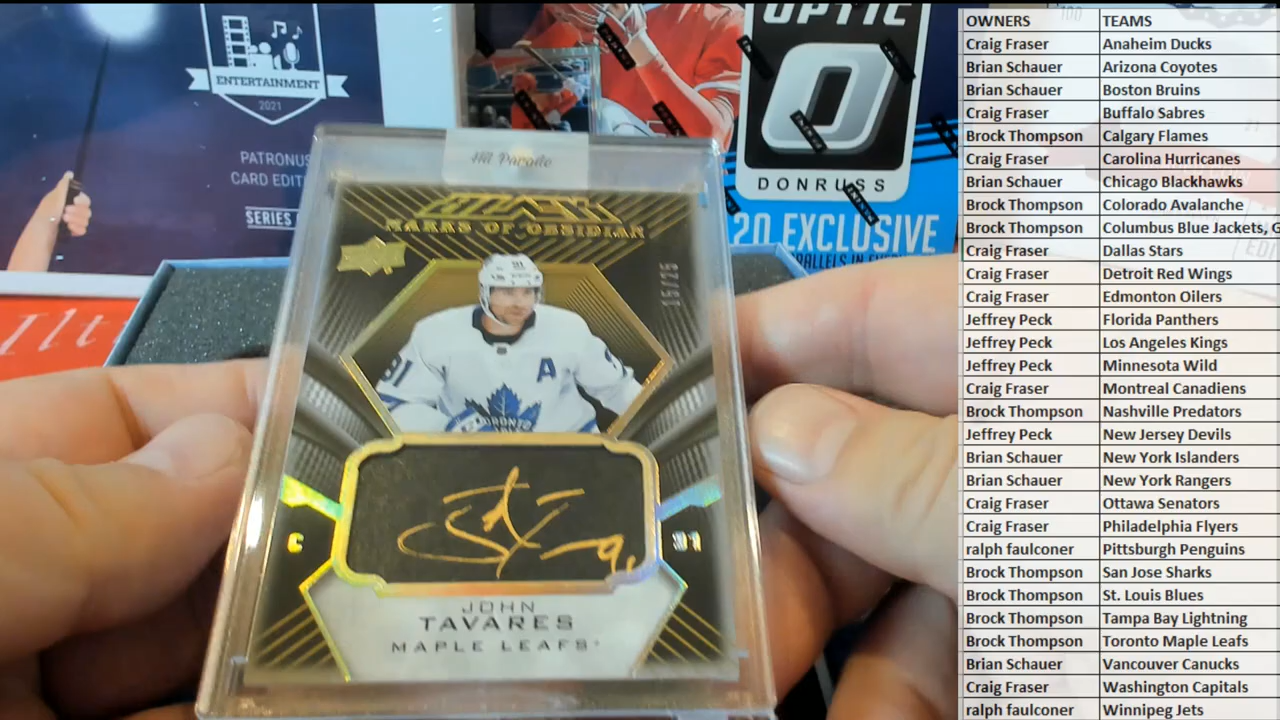 ENTERTAINMENT
2021
PATRONUS
CARD EDIT
SERIES
OPTIC
DONRUSS
20 EXCLUSIVE
Hit Parade
MARKS OF OBSIDIAN
15/25
91
A
TORONTO
C
91
JOHN
TAVARES
MAPLE LEAFS
OWNERS TEAMS
Craig Fraser Anaheim Ducks
Brian Schauer Arizona Coyotes
Brian Schauer Boston Bruins
Craig Fraser Buffalo Sabres
Brock Thompson Calgary Flames
Craig Fraser Carolina Hurricanes
Brian Schauer Chicago Blackhawks
Brock Thompson Colorado Avalanche
Brock Thompson Columbus Blue Jackets, G
Craig Fraser Dallas Stars
Craig Fraser Detroit Red Wings
Craig Fraser Edmonton Oilers
Jeffrey Peck Florida Panthers
Jeffrey Peck Los Angeles Kings
Jeffrey Peck Minnesota Wild
Craig Fraser Montreal Canadiens
Brock Thompson Nashville Predators
Jeffrey Peck New Jersey Devils
Brian Schauer New York Islanders
Brian Schauer New York Rangers
Craig Fraser Ottawa Senators
Craig Fraser Philadelphia Flyers
ralph faulconer Pittsburgh Penguins
Brock Thompson San Jose Sharks
Brock Thompson St. Louis Blues
Brock Thompson Tampa Bay Lightning
Brock Thompson Toronto Maple Leafs
Brian Schauer Vancouver Canucks
Craig Fraser Washington Capitals
ralph faulconer Winnipeg Jets